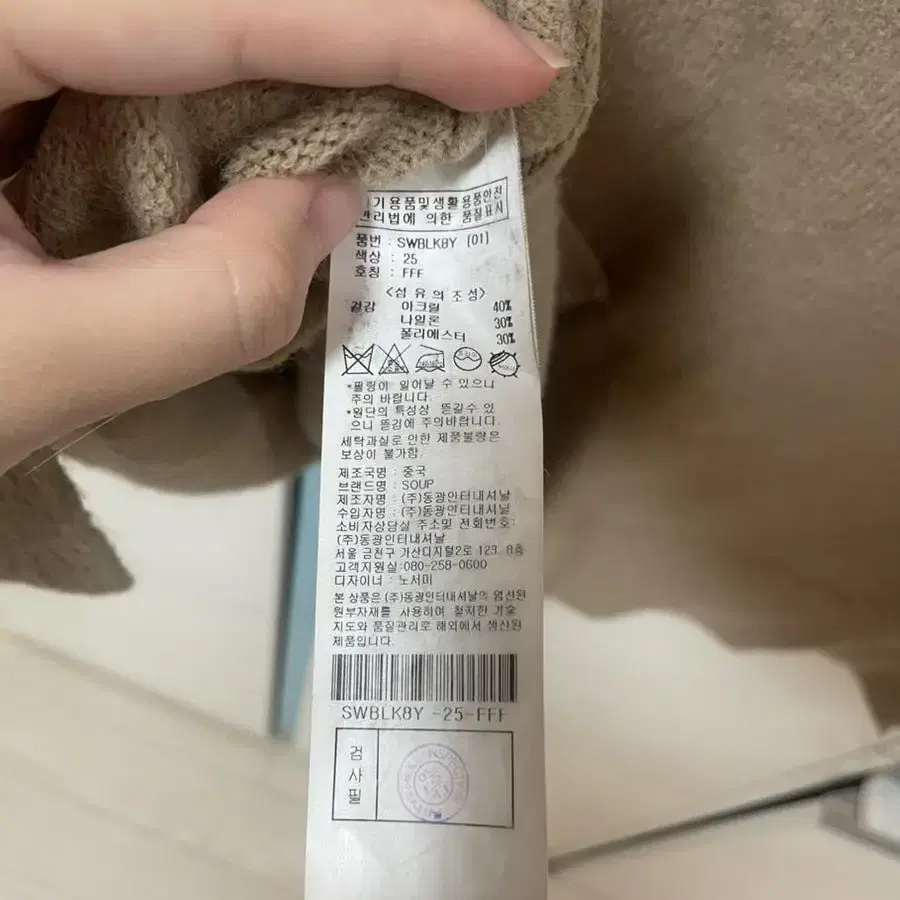 기용품및생활용품안전
관리법에 의한 품질표시
품번 : SWBLK8Y [01]
색상 : 25
호칭 : FFF
<섬유의조성>
겉감 아크릴 40%
나일론 30%
폴리에스터 30%
*필링이 일어날 수 있으니
주의 바랍니다.
*원단의 특성상 뜯길수 있
으니 뜯김에 주의바랍니다.
세탁과실로 인한 제품불량은
보상이 불가함.
제조국명 : 중국
브랜드명 : SOUP
제조자명 : (주)동광인터내셔날
수입자명 : (주)동광인터내셔날
소비자상담실 주소및 전화번호:
(주)동광인터내셔날
서울 금천구 가산디지털2로 123, 8층
고객지원실:080-258-0600
디자이너 : 노서미
본 상품은 (주)동광인터내셔날의 엄선된
원부자재를 사용하여 철저한 기술
지도와 품질관리로 해외에서 생산된
제품입니다.
SWBLK8Y -25-FFF
검사필